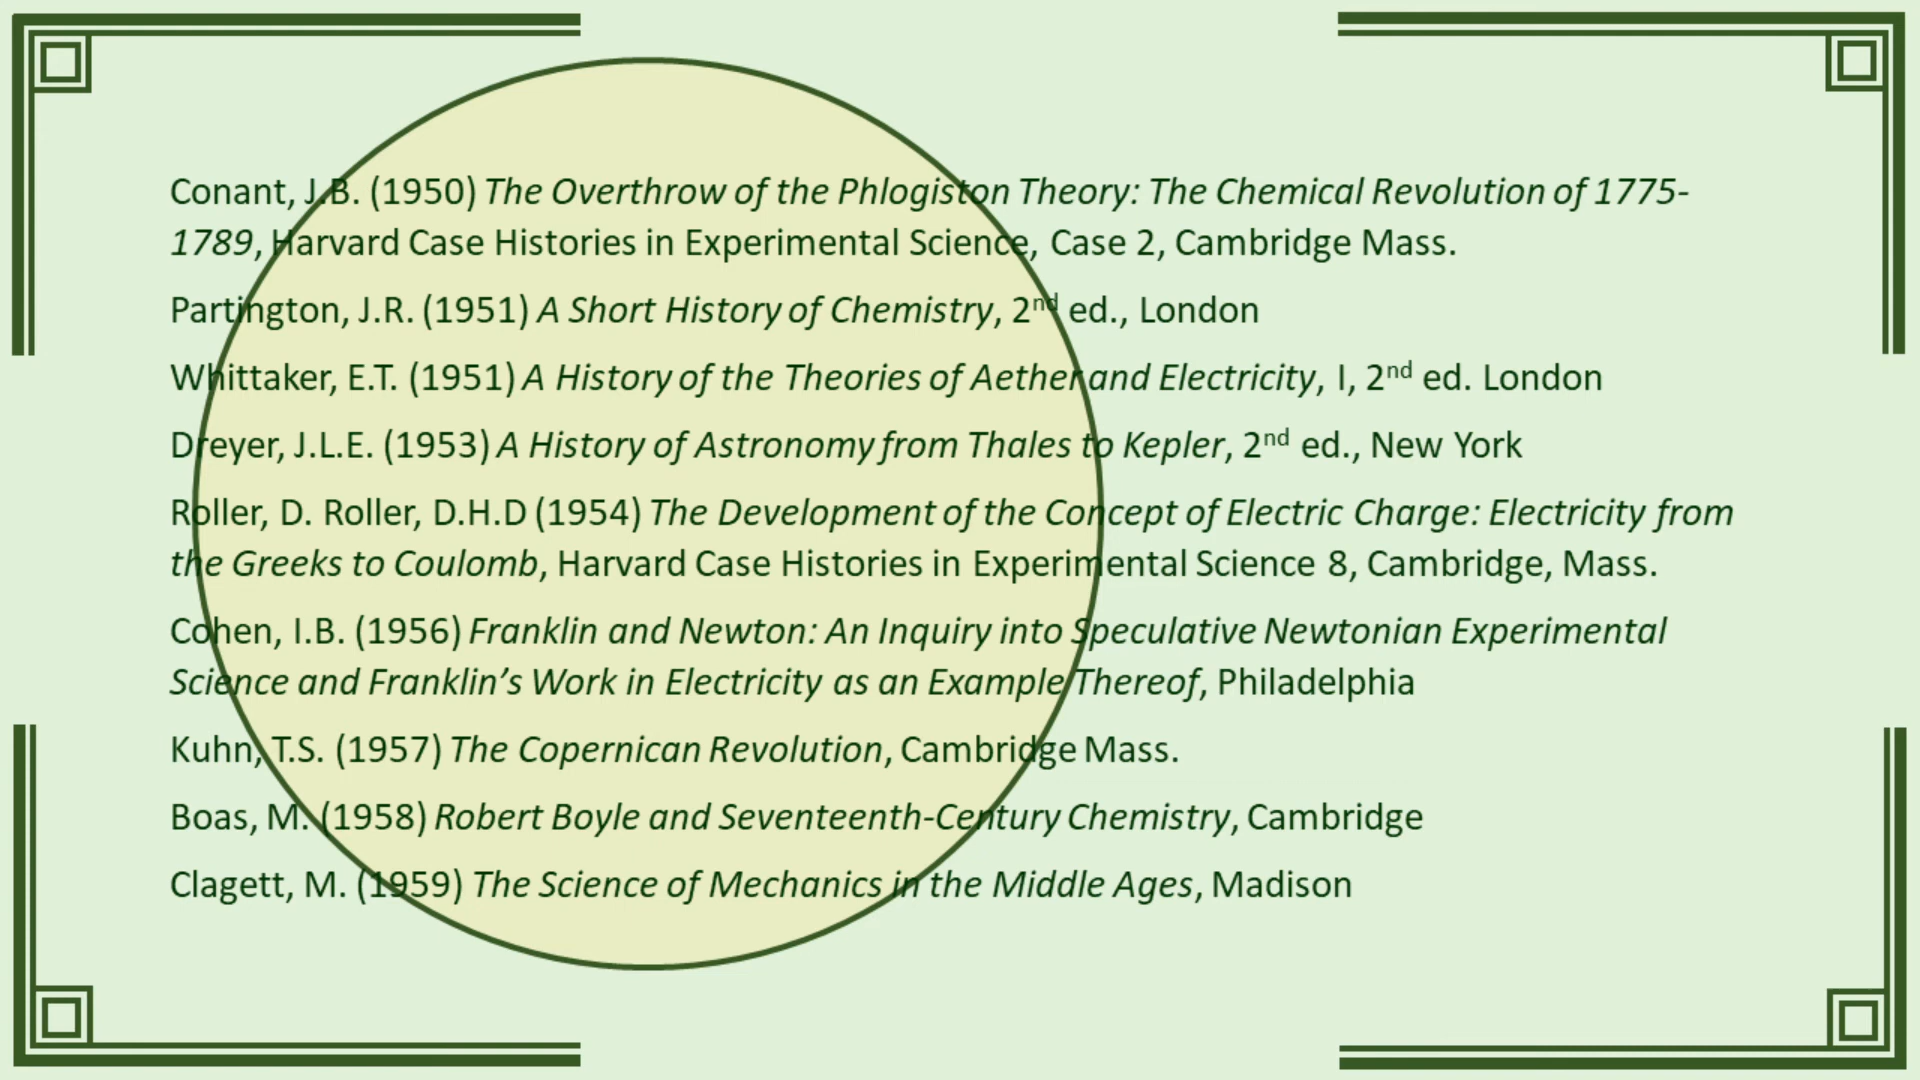 Conant, J.B. (1950) The Overthrow of the Phlogiston Theory: The Chemical Revolution of 1775-
1789, Harvard Case Histories in Experimental Science, Case 2, Cambridge Mass.
Partington, J.R. (1951) A Short History of Chemistry, 2nd ed., London
Whittaker, E.T. (1951) A History of the Theories of Aether and Electricity, I, 2nd ed. London
Dreyer, J.L.E. (1953) A History of Astronomy from Thales to Kepler, 2nd ed., New York
Roller, D. Roller, D.H.D (1954) The Development of the Concept of Electric Charge: Electricity from
the Greeks to Coulomb, Harvard Case Histories in Experimental Science 8, Cambridge, Mass.
Cohen, I.B. (1956) Franklin and Newton: An Inquiry into Speculative Newtonian Experimental
Science and Franklin’s Work in Electricity as an Example Thereof, Philadelphia
Kuhn, T.S. (1957) The Copernican Revolution, Cambridge Mass.
Boas, M. (1958) Robert Boyle and Seventeenth-Century Chemistry, Cambridge
Clagett, M. (1959) The Science of Mechanics in the Middle Ages, Madison